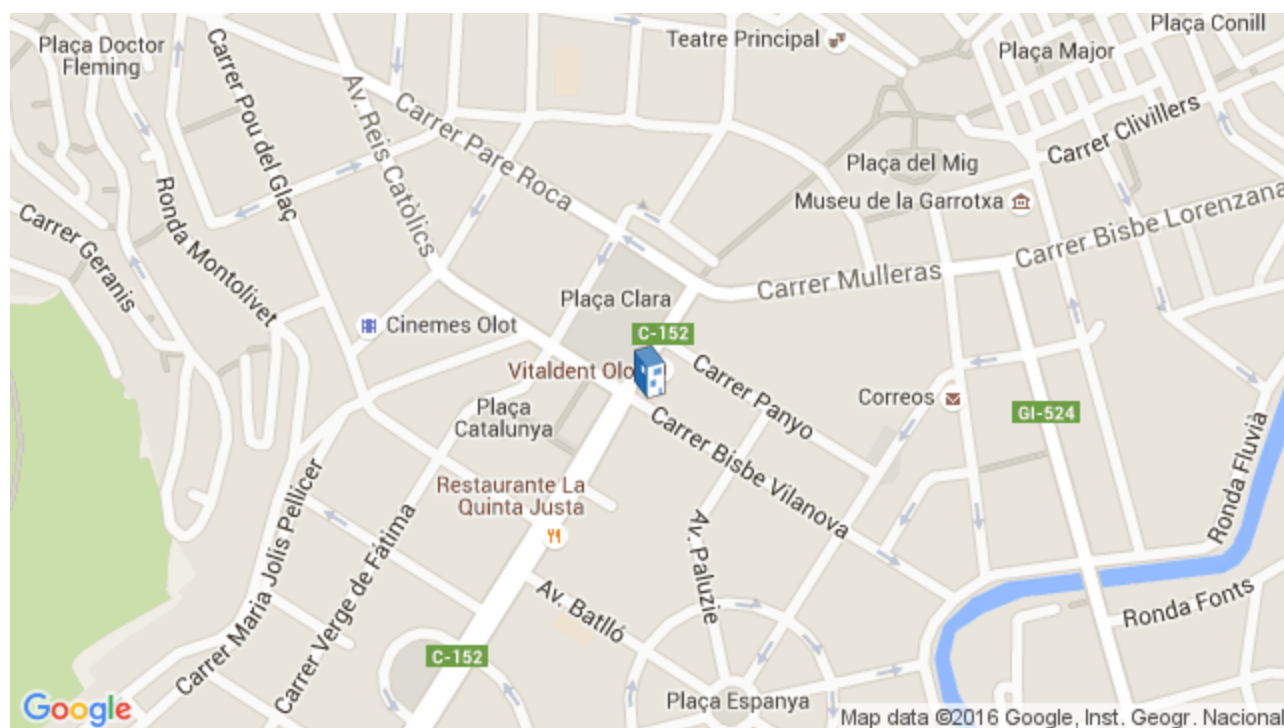 Plaça Doctor
Fleming
Teatre Principal
Plaça Conill
Plaça Major
Carrer Pou del Glaç
Av. Reis Catòlics
Carrer Pare Roca
Carrer Clivillers
Plaça del Mig
Museu de la Garrotxa
Ronda Montolivet
Carrer Geranis
Carrer Bisbe Lorenzana
Carrer Mulleras
Plaça Clara
Cinemes Olot
C-152
Vitaldent Olo
Carrer Panyo
Correos
GI-524
Plaça
Catalunya
Carrer Bisbe Vilanova
Ronda Fluvià
Restaurante La
Quinta Justa
Carrer Maria Jolis Pellicer
Carrer Verge de Fátima
Av. Paluzie
Av. Batlló
Ronda Fonts
C-152
Plaça Espanya
Google
Map data ©2016 Google, Inst. Geogr. Nacional